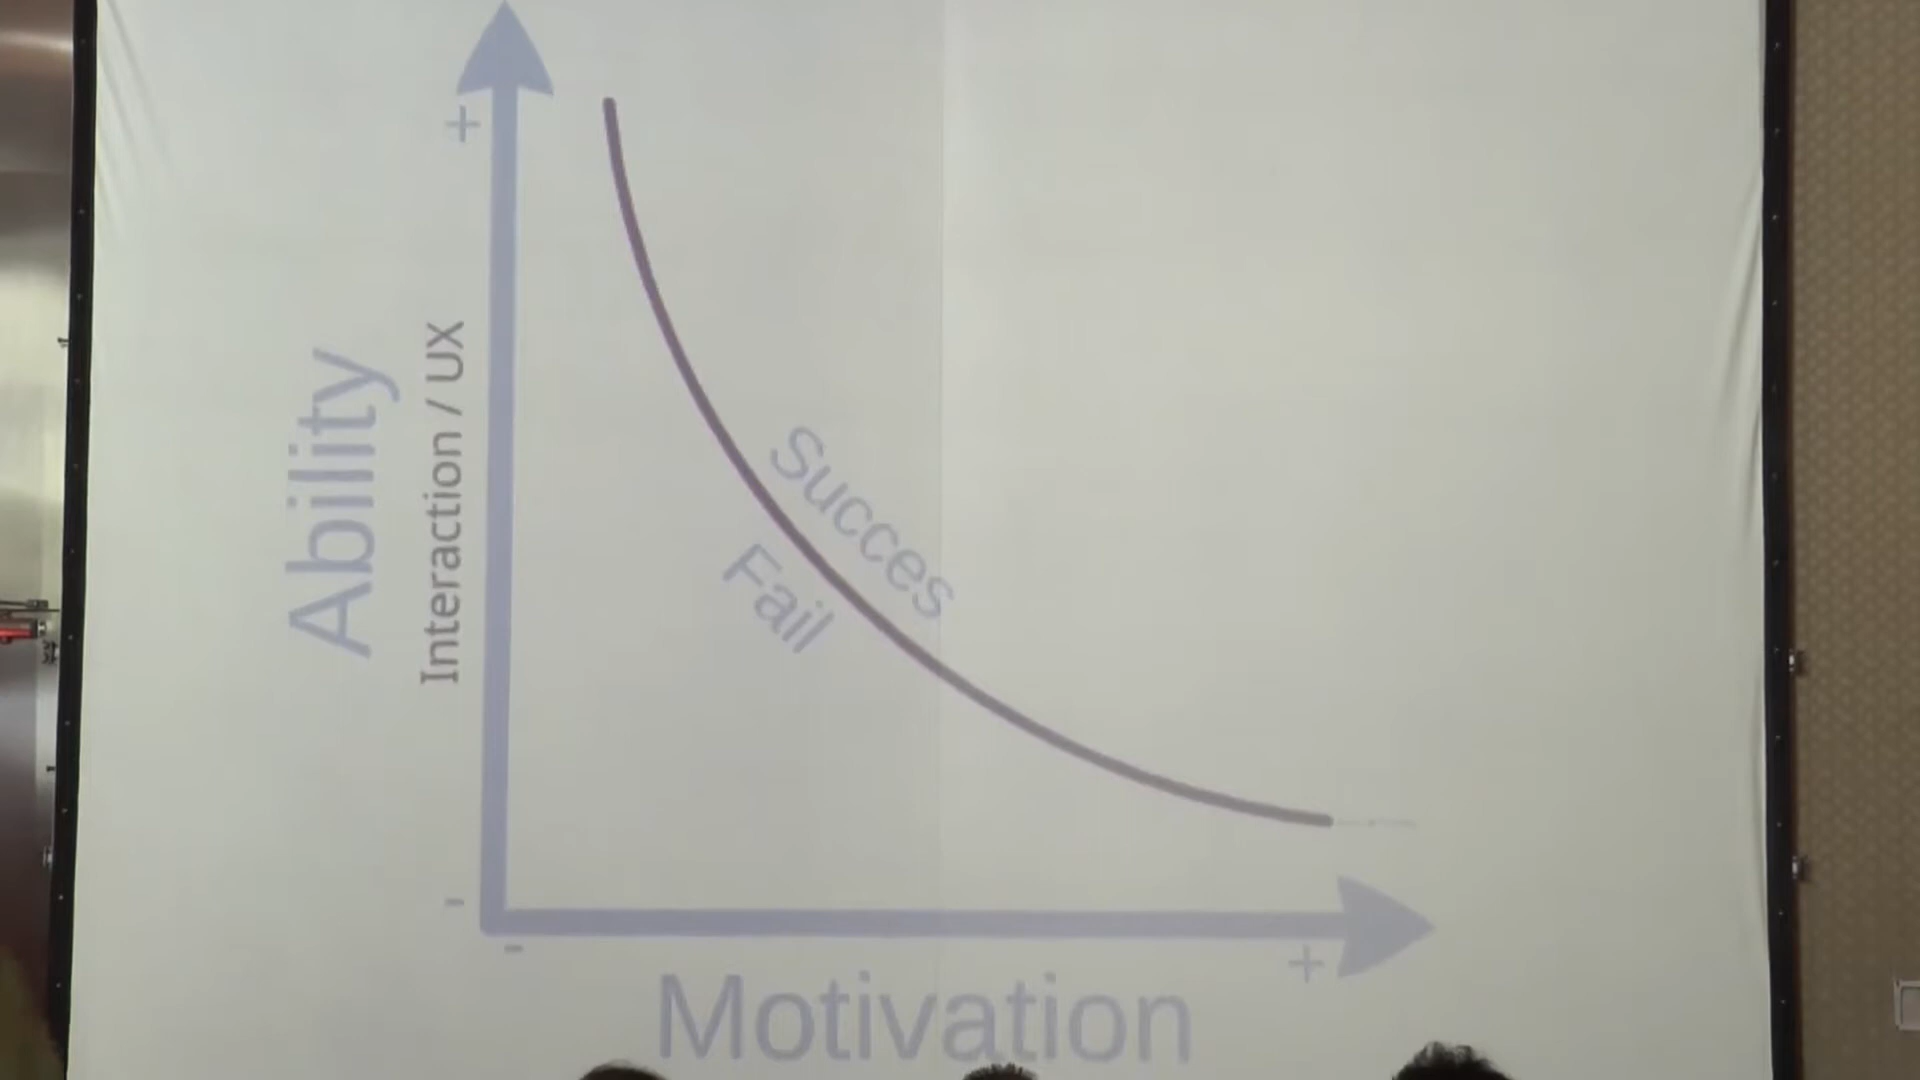 +
Ability
Interaction / UX
Succes
Fail
-
-
+
Motivation